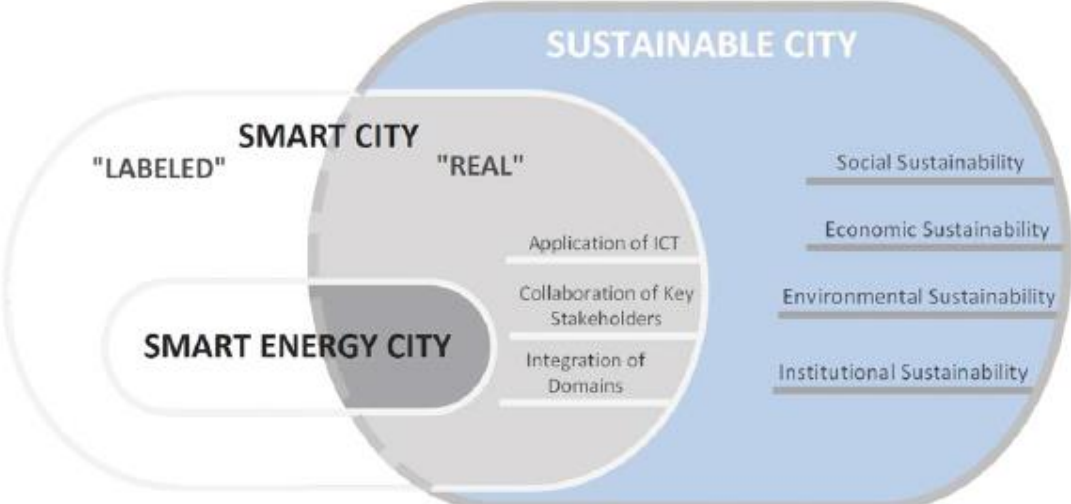 SUSTAINABLE CITY
SMART CITY
"LABELED"
"REAL"
Social Sustainability
Economic Sustainability
Application of ICT
Collaboration of Key
Stakeholders
Environmental Sustainability
SMART ENERGY CITY
Integration of
Domains
Institutional Sustainability